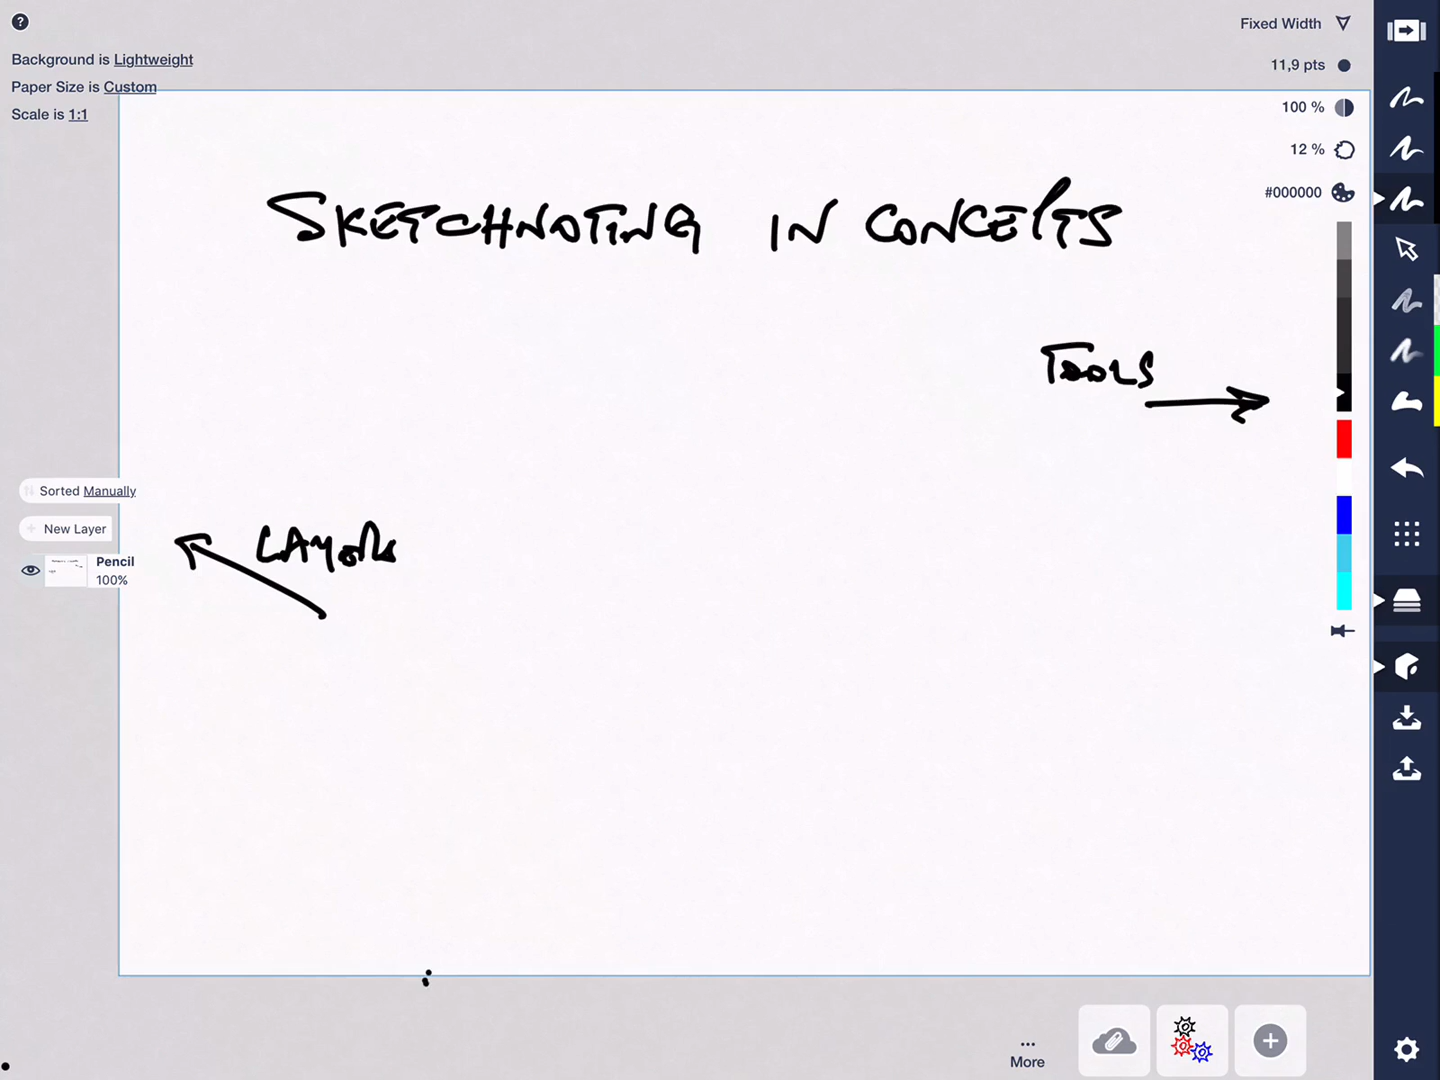 ?
Fixed Width
Background is Lightweight
11,9 pts
Paper Size is Custom
Scale is 1:1
100 %
12 %
#000000
SKETCHNOTING IN CONCEPTS
TOOLS
Sorted Manually
New Layer
LAYERS
Pencil
100%
More